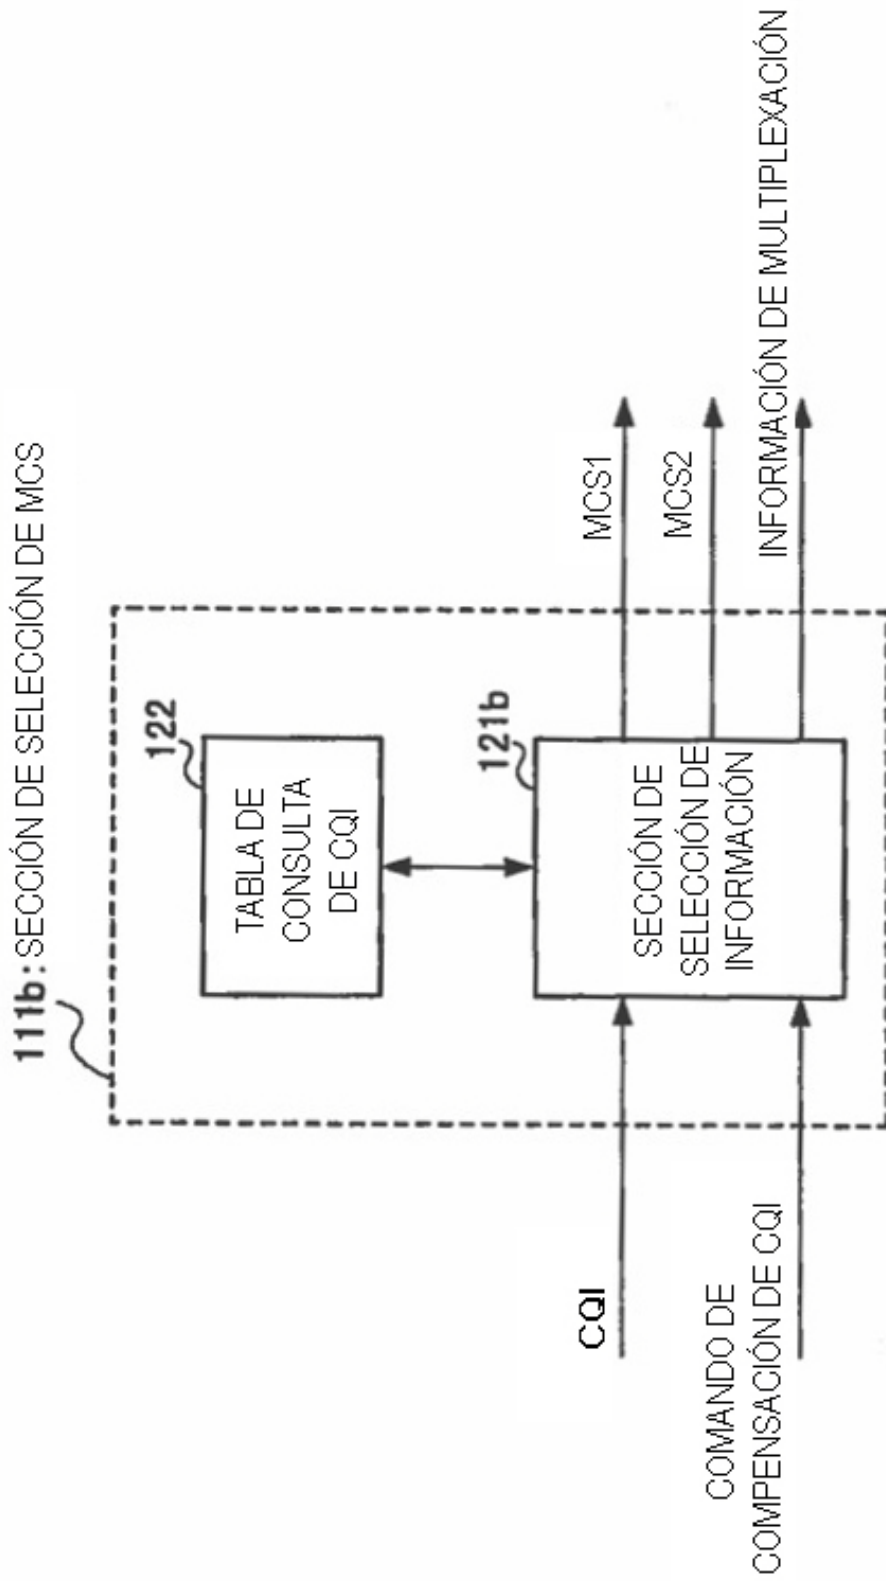 111b: SECCIÓN DE SELECCIÓN DE MCS
122
TABLA DE
CONSULTA
DE CQI
121b
SECCIÓN DE
SELECCIÓN DE
INFORMACIÓN
CQI
COMANDO DE
COMPENSACIÓN DE CQI
MCS1
MCS2
INFORMACIÓN DE MULTIPLEXACIÓN